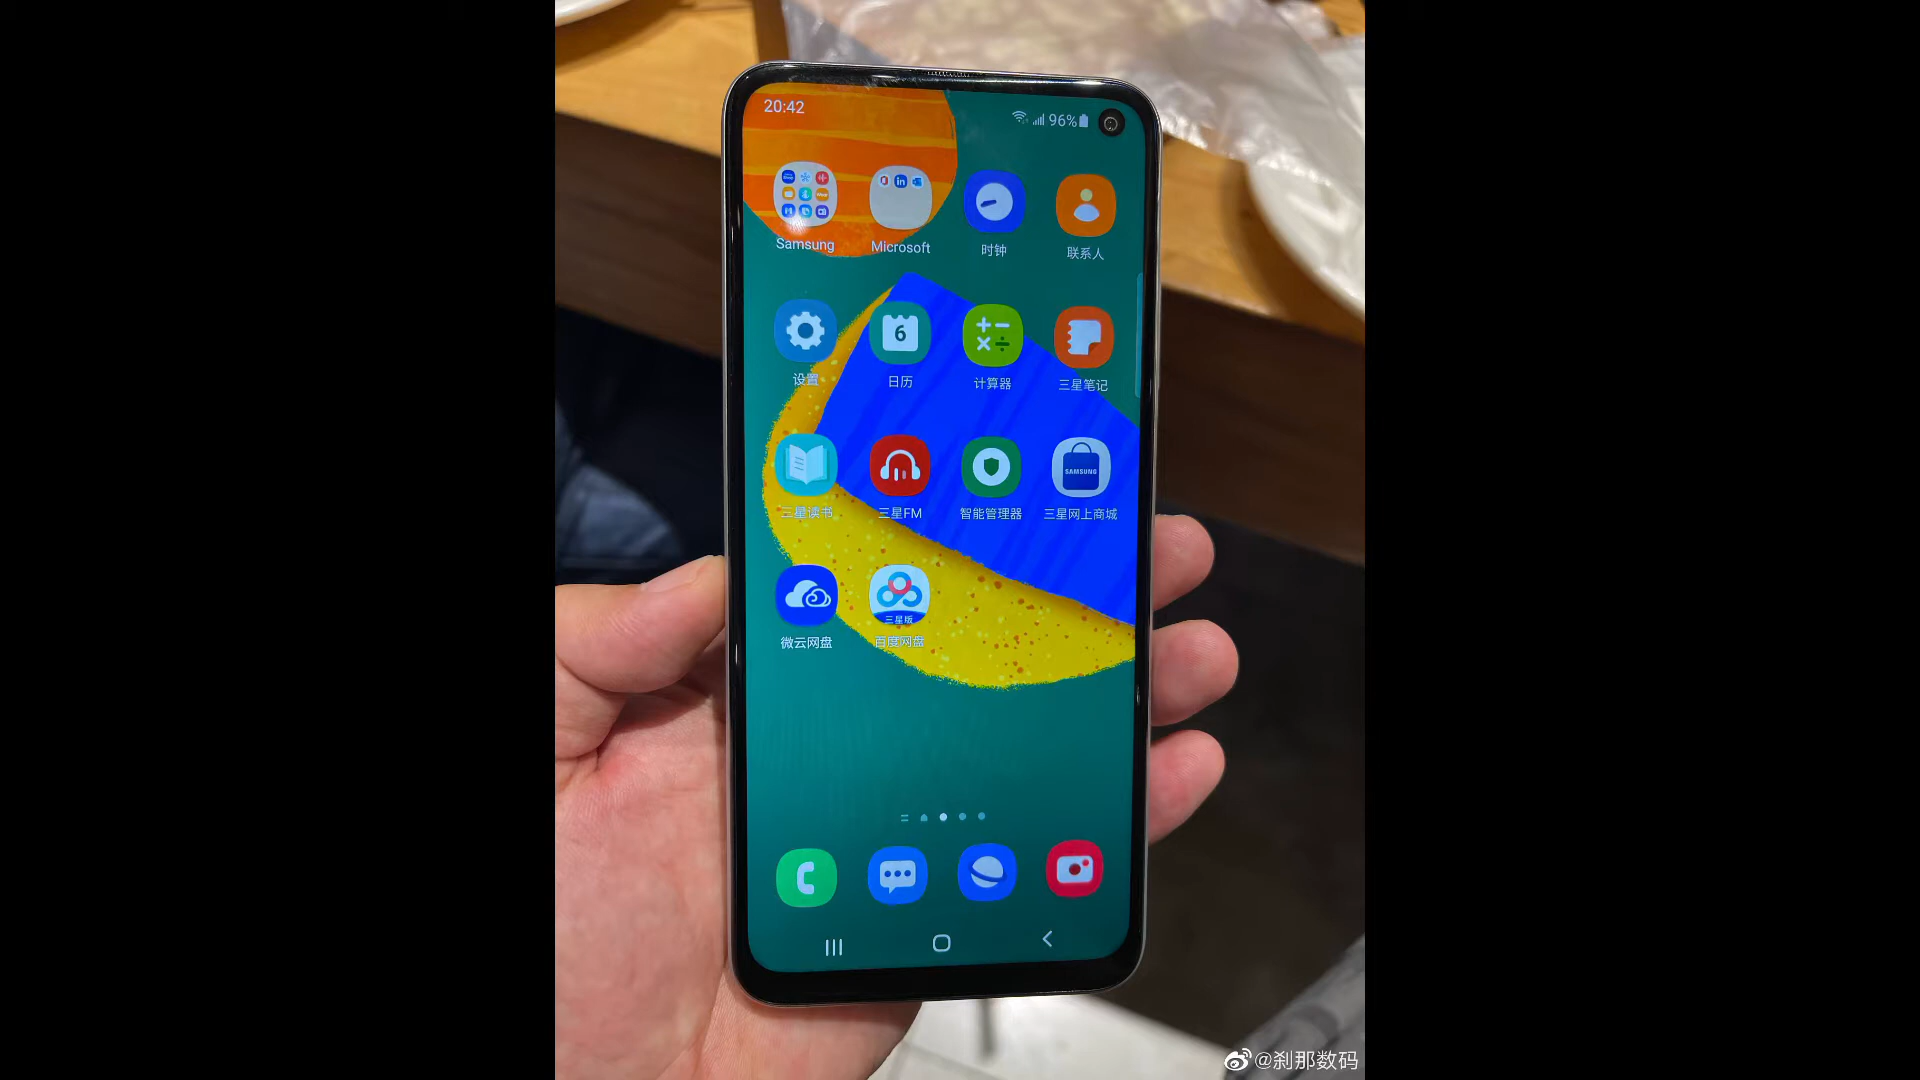 20:42
96%
Samsung
Microsoft
时钟
联系人
6
设置
日历
计算器
三星笔记
SAMSUNG
三星读书
三星FM
智能管理器
三星网上商城
三星版
微云网盘
百度网盘
@刹那数码